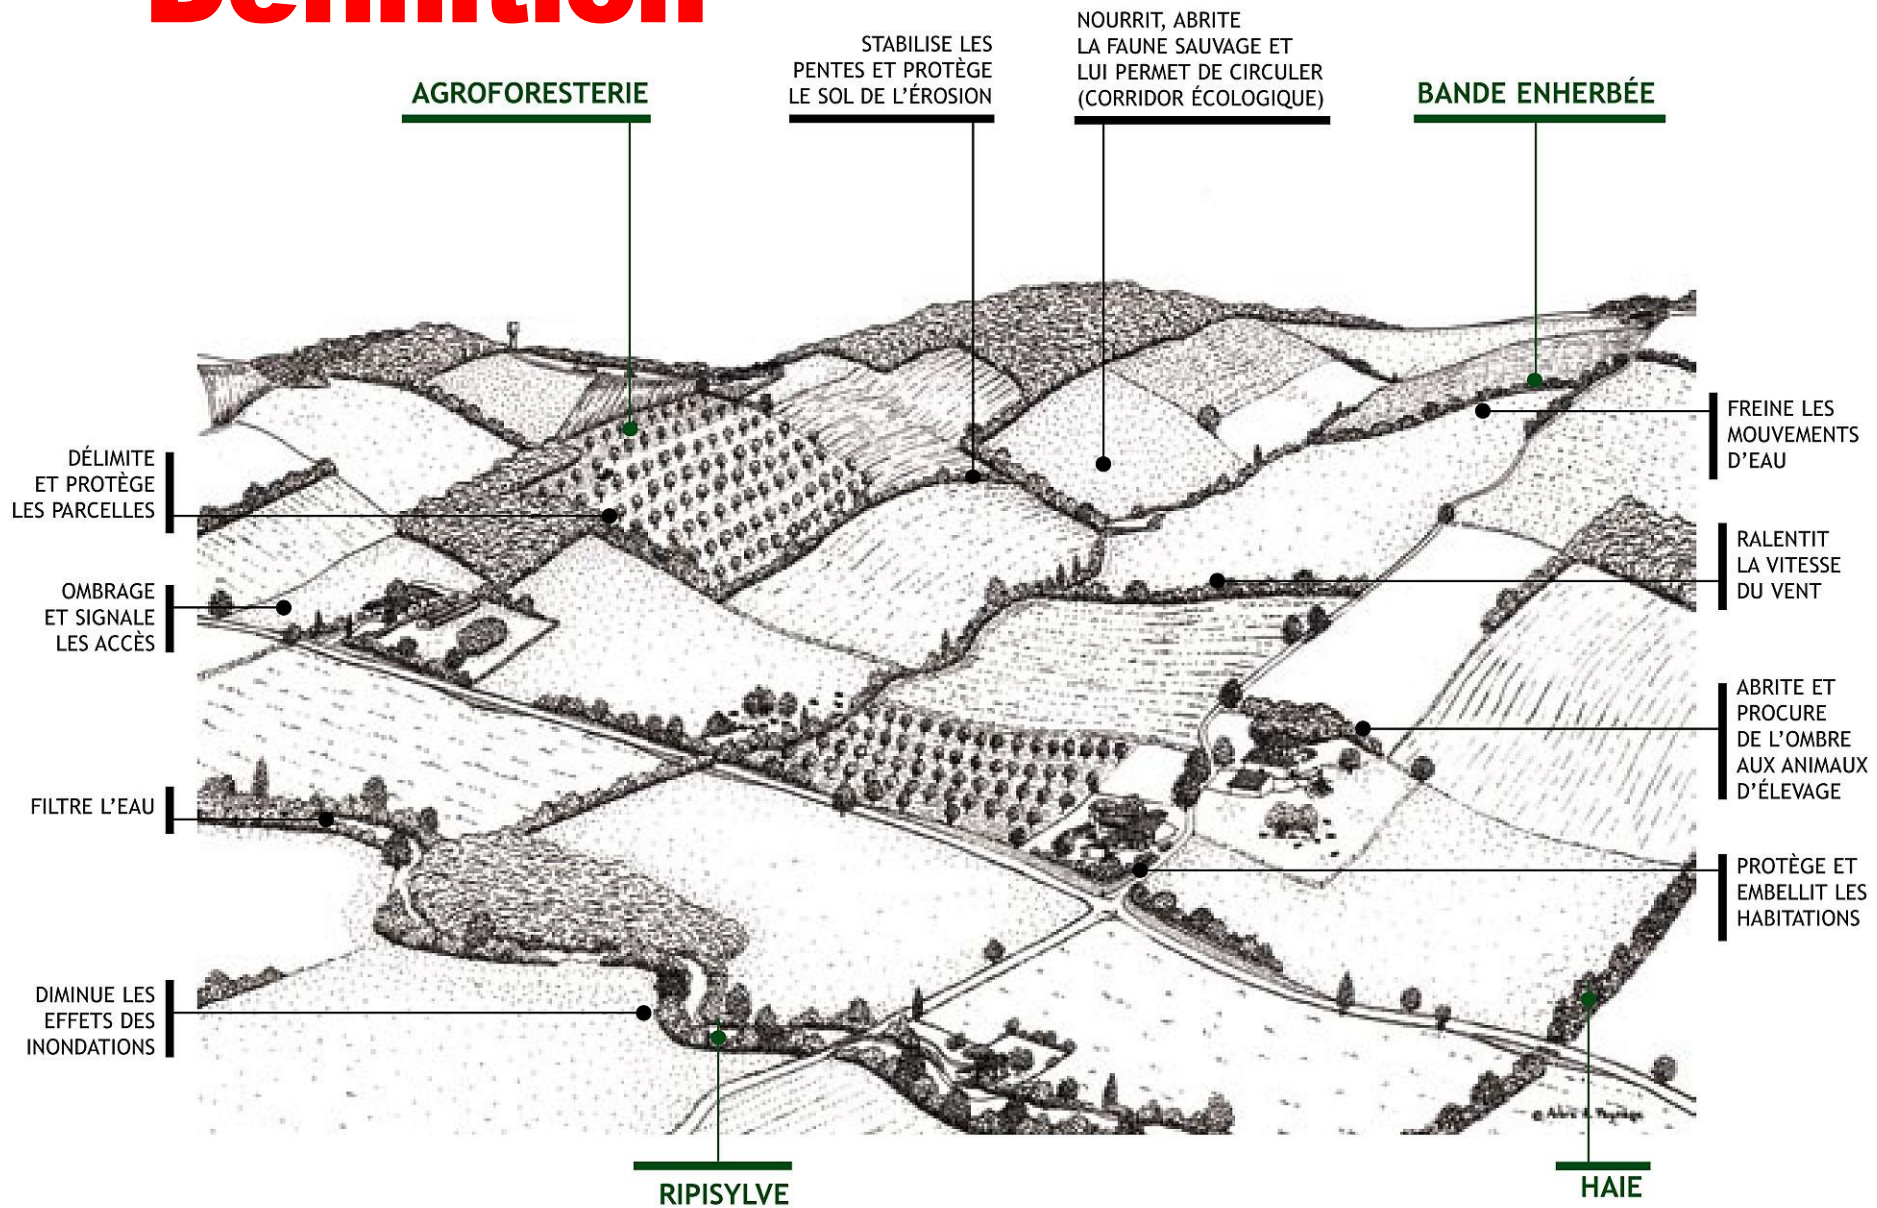 Définition
NOURRIT, ABRITE
LA FAUNE SAUVAGE ET
LUI PERMET DE CIRCULER
(CORRIDOR ÉCOLOGIQUE)
STABILISE LES
PENTES ET PROTÈGE
LE SOL DE L'ÉROSION
AGROFORESTERIE
BANDE ENHERBÉE
DÉLIMITE
ET PROTÈGE
LES PARCELLES
OMBRAGE
ET SIGNALE
LES ACCÈS
FILTRE L'EAU
DIMINUE LES
EFFETS DES
INONDATIONS
FREINE LES
MOUVEMENTS
D'EAU
RALENTIT
LA VITESSE
DU VENT
ABRITE ET
PROCURE
DE L'OMBRE
AUX ANIMAUX
D'ÉLEVAGE
PROTÈGE ET
EMBELLIT LES
HABITATIONS
RIPISYLVE
HAIE